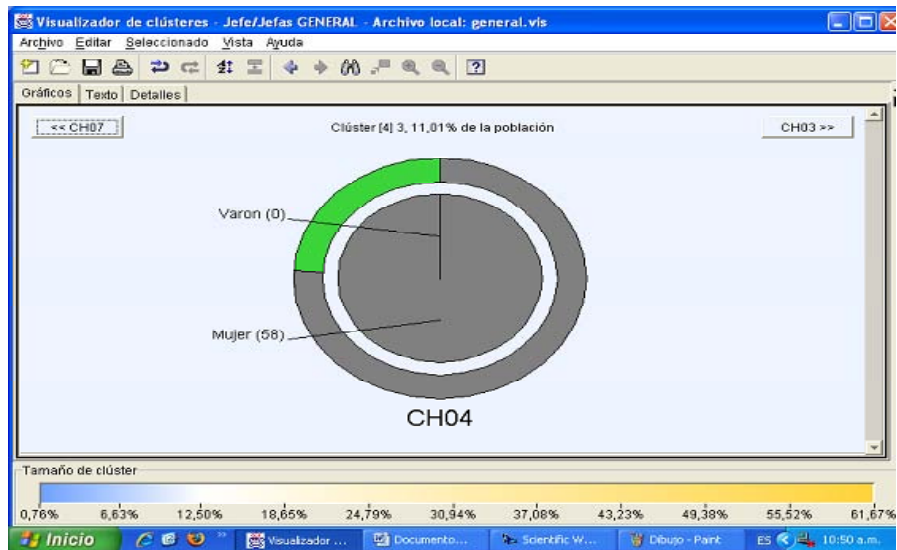 Visualizador de clústeres - Jefe/Jefas GENERAL - Archivo local: general.vis
Archivo Editar Seleccionado Vista Ayuda
Gráficos Texto Detalles
<< CH07
Clúster [4] 3, 11,01% de la población
CH03 >>
Varon (0)
Mujer (58)
CH04
Tamaño de clúster
0,76% 6,63% 12,50% 18,65% 24,79% 30,94% 37,08% 43,23% 49,38% 55,52% 61,67%
Inicio » Visualizador ... Documento... Scientific W... Dibujo - Paint ES 10:50 a.m.